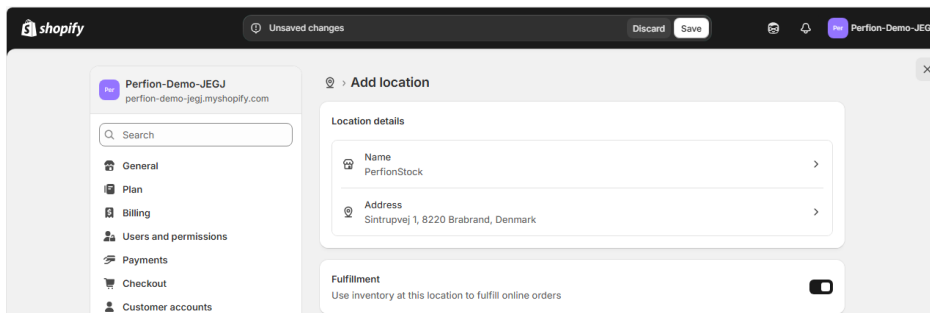 shopify
Unsaved changes
Discard
Save
Per
Perfion-Demo-JEG
Per
Perfion-Demo-JEGJ
perfion-demo-jegj.myshopify.com
Search
General
Plan
Billing
Users and permissions
Payments
Checkout
Customer accounts
› Add location
Location details
Name
PerfionStock
Address
Sintrupvej 1, 8220 Brabrand, Denmark
Fulfillment
Use inventory at this location to fulfill online orders